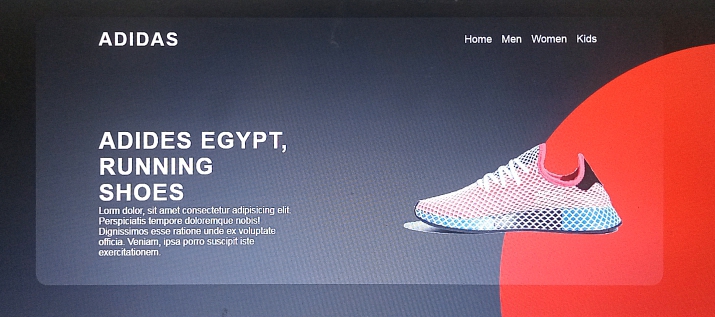 ADIDAS
Home Men Women Kids
ADIDES EGYPT,
RUNNING
SHOES
Lorm dolor, sit amet consectetur adipisicing elit.
Perspiciatis tempore doloremque nobis!
Dignissimos esse ratione unde ex voluptate
officia. Veniam, ipsa porro suscipit iste
exercitationem.